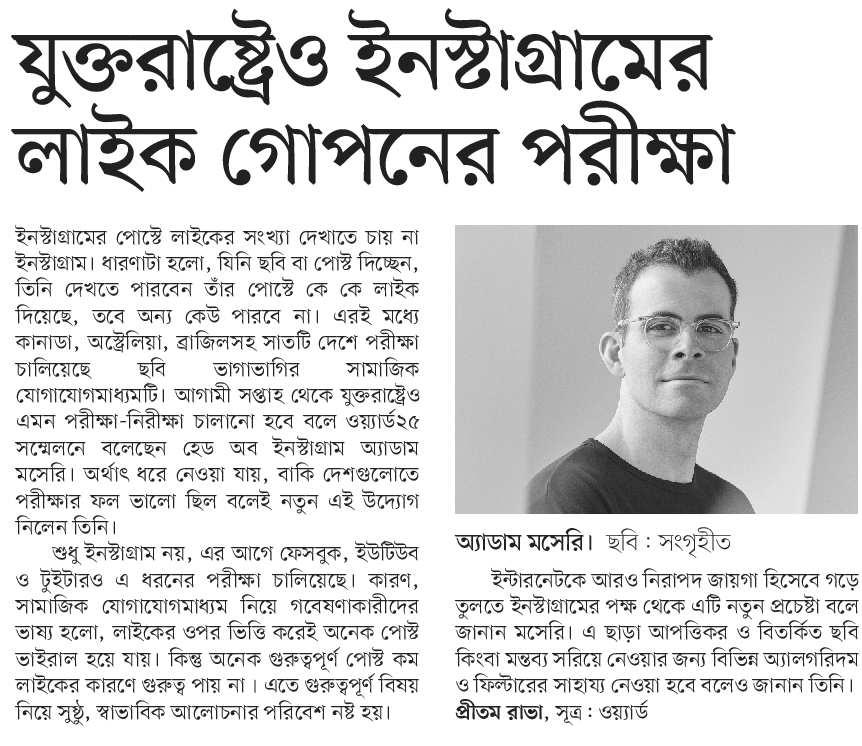 যুক্তরাষ্ট্রেও ইনস্টাগ্রামের
লাইক গোপনের পরীক্ষা
ইনস্টাগ্রামের পোস্টে লাইকের সংখ্যা দেখাতে চায় না
ইনস্টাগ্রাম। ধারণাটা হলো, যিনি ছবি বা পোস্ট দিচ্ছেন,
তিনি দেখতে পারবেন তাঁর পোস্টে কে কে লাইক
দিয়েছে, তবে অন্য কেউ পারবে না। এরই মধ্যে
কানাডা, অস্ট্রেলিয়া, ব্রাজিলসহ সাতটি দেশে পরীক্ষা
চালিয়েছে ছবি ভাগাভাগির সামাজিক
যোগাযোগমাধ্যমটি। আগামী সপ্তাহ থেকে যুক্তরাষ্ট্রেও
এমন পরীক্ষা-নিরীক্ষা চালানো হবে বলে ওয়্যার্ড২৫
সম্মেলনে বলেছেন হেড অব ইনস্টাগ্রাম অ্যাডাম
মসেরি। অর্থাৎ ধরে নেওয়া যায়, বাকি দেশগুলোতে
পরীক্ষার ফল ভালো ছিল বলেই নতুন এই উদ্যোগ
নিলেন তিনি।
শুধু ইনস্টাগ্রাম নয়, এর আগে ফেসবুক, ইউটিউব
ও টুইটারও এ ধরনের পরীক্ষা চালিয়েছে। কারণ,
সামাজিক যোগাযোগমাধ্যম নিয়ে গবেষণাকারীদের
ভাষ্য হলো, লাইকের ওপর ভিত্তি করেই অনেক পোস্ট
ভাইরাল হয়ে যায়। কিন্তু অনেক গুরুত্বপূর্ণ পোস্ট কম
লাইকের কারণে গুরুত্ব পায় না । এতে গুরুত্বপূর্ণ বিষয়
নিয়ে সুষ্ঠু, স্বাভাবিক আলোচনার পরিবেশ নষ্ট হয়।
অ্যাডাম মসেরি। ছবি : সংগৃহীত
ইন্টারনেটকে আরও নিরাপদ জায়গা হিসেবে গড়ে
তুলতে ইনস্টাগ্রামের পক্ষ থেকে এটি নতুন প্রচেষ্টা বলে
জানান মসেরি। এ ছাড়া আপত্তিকর ও বিতর্কিত ছবি
কিংবা মন্তব্য সরিয়ে নেওয়ার জন্য বিভিন্ন অ্যালগরিদম
ও ফিল্টারের সাহায্য নেওয়া হবে বলেও জানান তিনি।
প্রীতম রাভা, সূত্র : ওয়্যার্ড